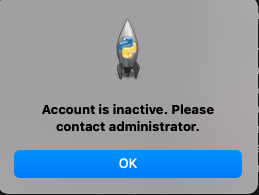 Account is inactive. Please
contact administrator.
OK